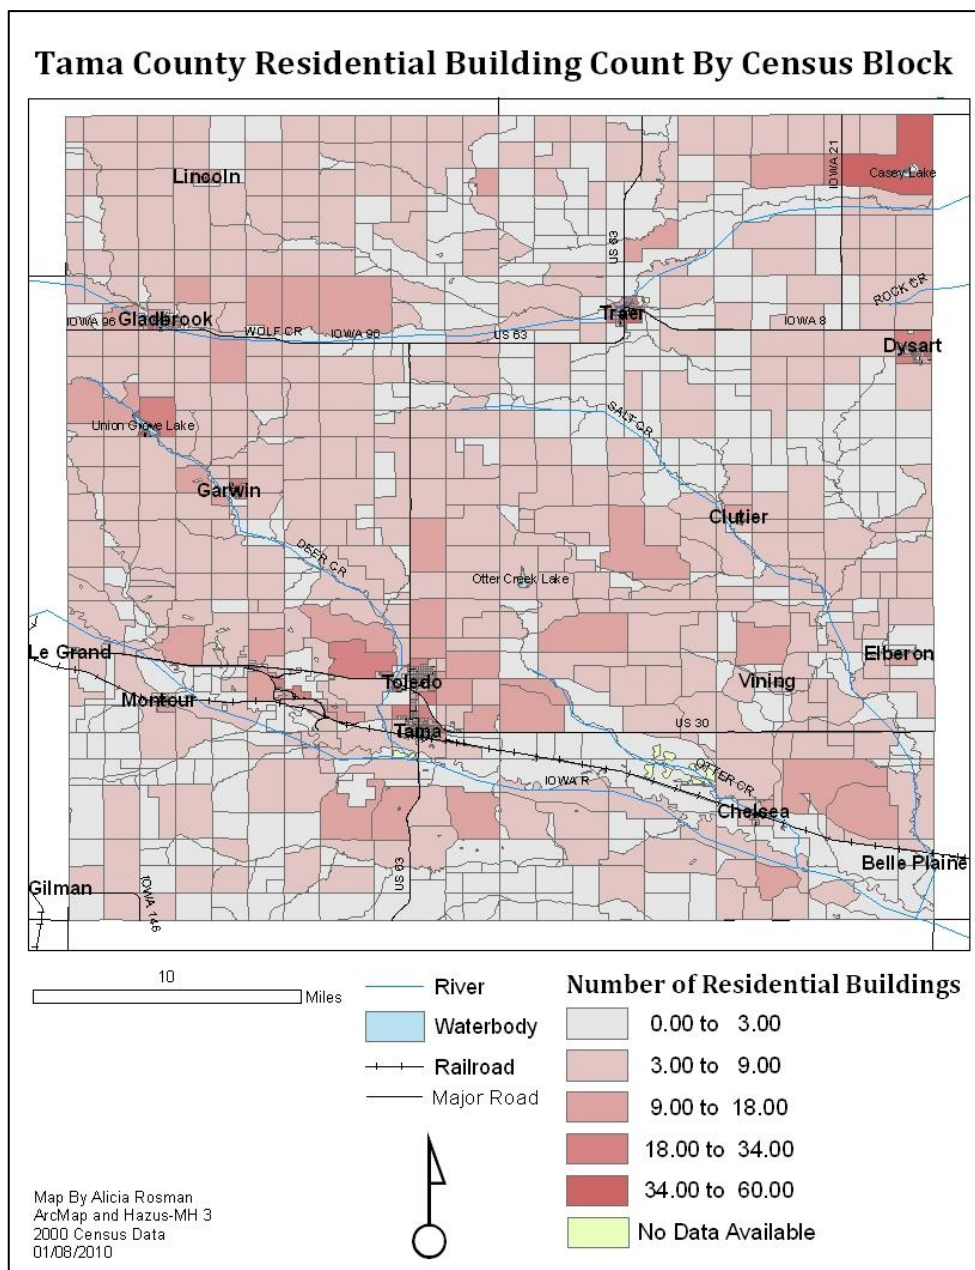 Tama County Residential Building Count By Census Block
IOWA 21
Casey Lake
Lincoln
US 63
ROCK CR
IOWA 96
Gladbrook
WOLF CR
IOWA 96
US 63
Traer
IOWA 8
Dysart
Union Grove Lake
SALT CR
Garwin
Clutier
DEER CR
Otter Creek Lake
Le Grand
Elberon
Toledo
Vining
Montour
US 30
Tama
IOWA R
OTTER CR
Chelsea
Belle Plaine
US 63
Gilman
IOWA 146
10
Miles
River
Waterbody
Railroad
Major Road
Number of Residential Buildings
0.00 to 3.00
3.00 to 9.00
9.00 to 18.00
18.00 to 34.00
34.00 to 60.00
No Data Available
Map By Alicia Rosman
ArcMap and Hazus-MH 3
2000 Census Data
01/08/2010